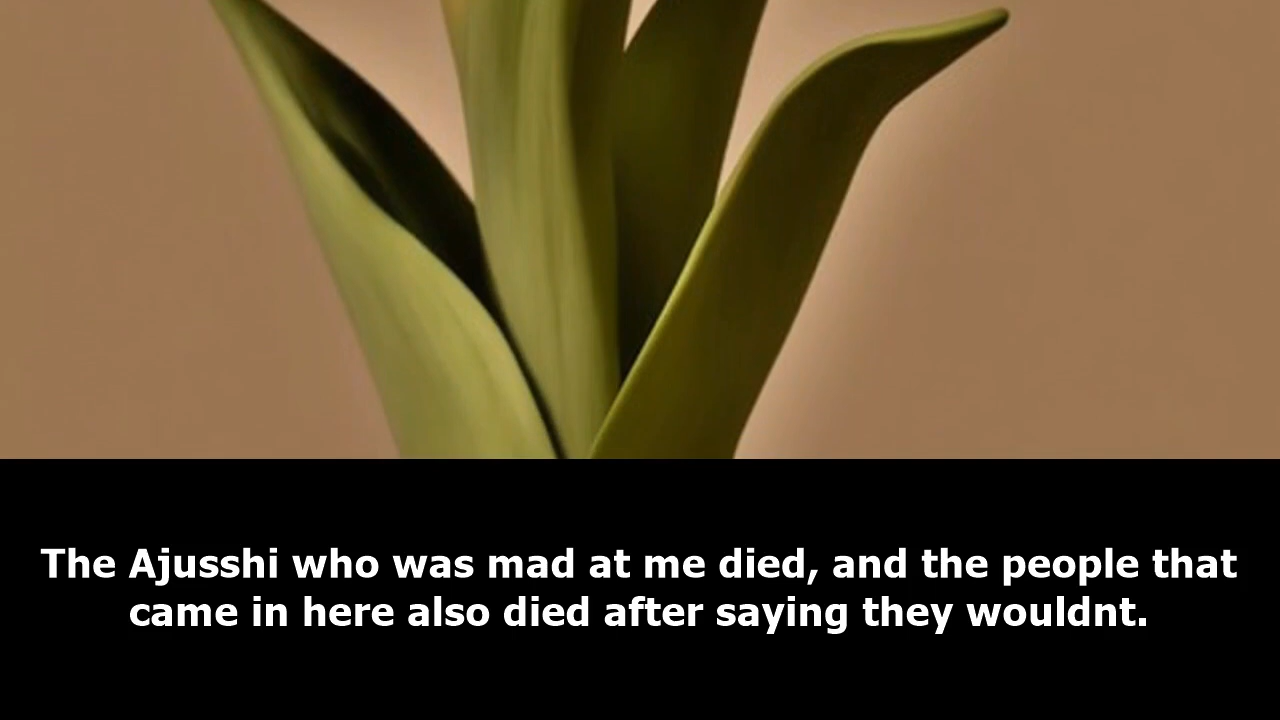 The Ajusshi who was mad at me died, and the people that
came in here also died after saying they wouldnt.